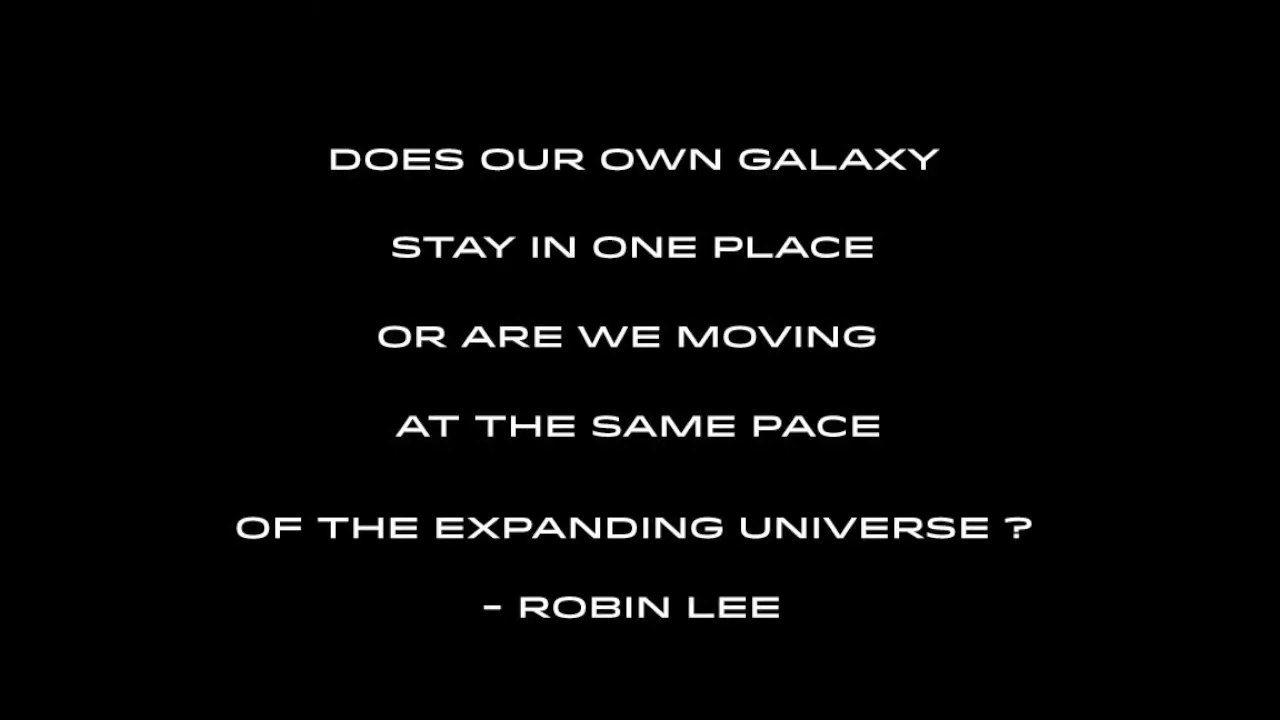 DOES OUR OWN GALAXY
STAY IN ONE PLACE
OR ARE WE MOVING
AT THE SAME PACE
OF THE EXPANDING UNIVERSE ?
- ROBIN LEE